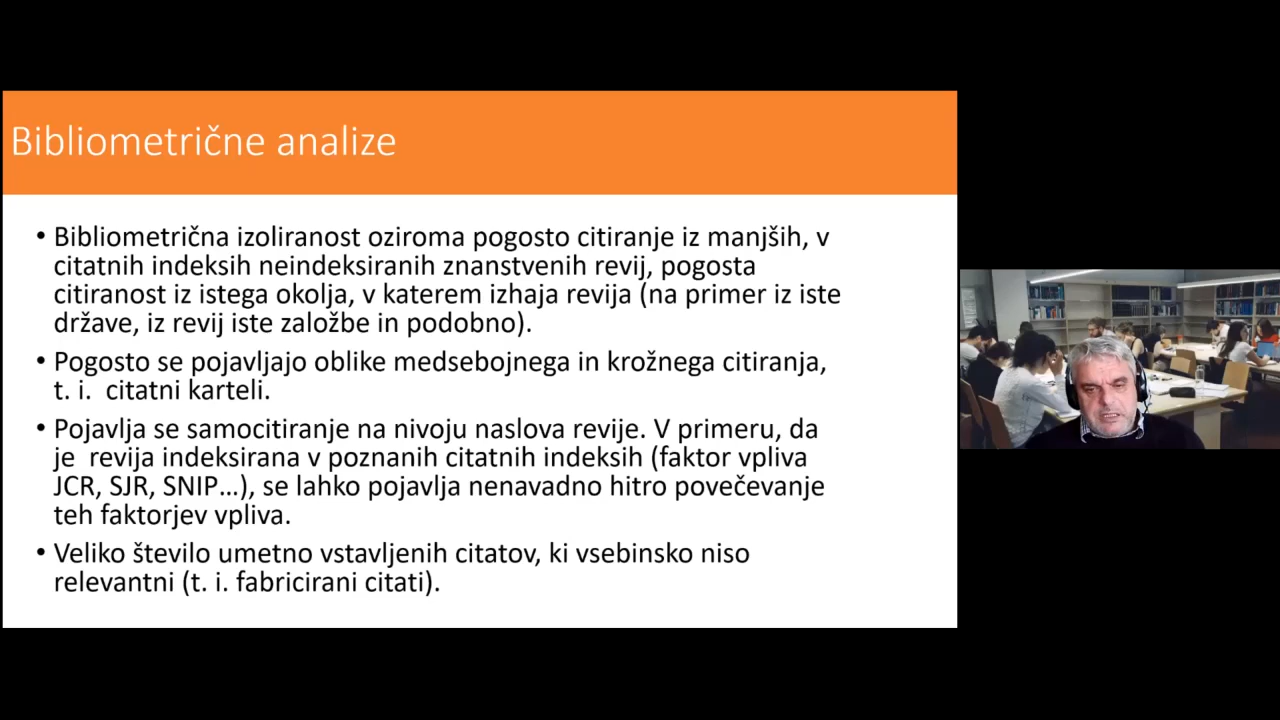 Bibliometrične analize
• Bibliometrična izoliranost oziroma pogosto citiranje iz manjših, v
citatnih indeksih neindeksiranih znanstvenih revij, pogosta
citiranost iz istega okolja, v katerem izhaja revija (na primer iz iste
države, iz revij iste založbe in podobno).
• Pogosto se pojavljajo oblike medsebojnega in krožnega citiranja,
t. i. citatni karteli.
• Pojavlja se samocitiranje na nivoju naslova revije. V primeru, da
je revija indeksirana v poznanih citatnih indeksih (faktor vpliva
JCR, SJR, SNIP…), se lahko pojavlja nenavadno hitro povečevanje
teh faktorjev vpliva.
• Veliko število umetno vstavljenih citatov, ki vsebinsko niso
relevantni (t. i. fabricirani citati).